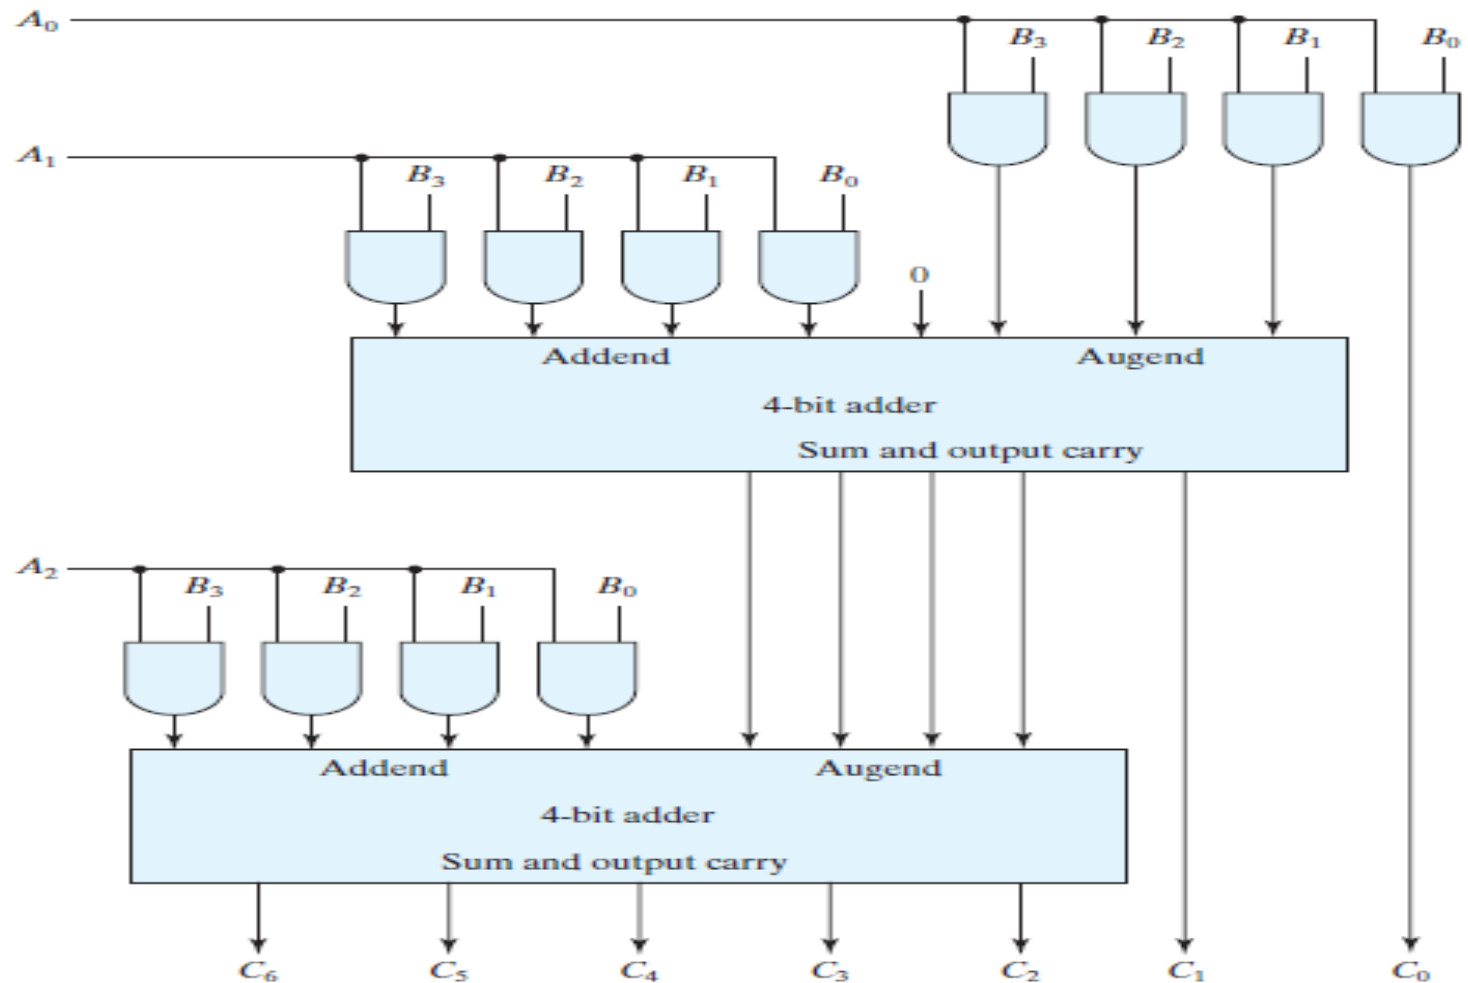 A₀
B₃ B₂ B₁ B₀
A₁
B₃ B₂ B₁ B₀
0
Addend Augend
4-bit adder
Sum and output carry
A₂
B₃ B₂ B₁ B₀
Addend Augend
4-bit adder
Sum and output carry
C₆ C₅ C₄ C₃ C₂ C₁ C₀